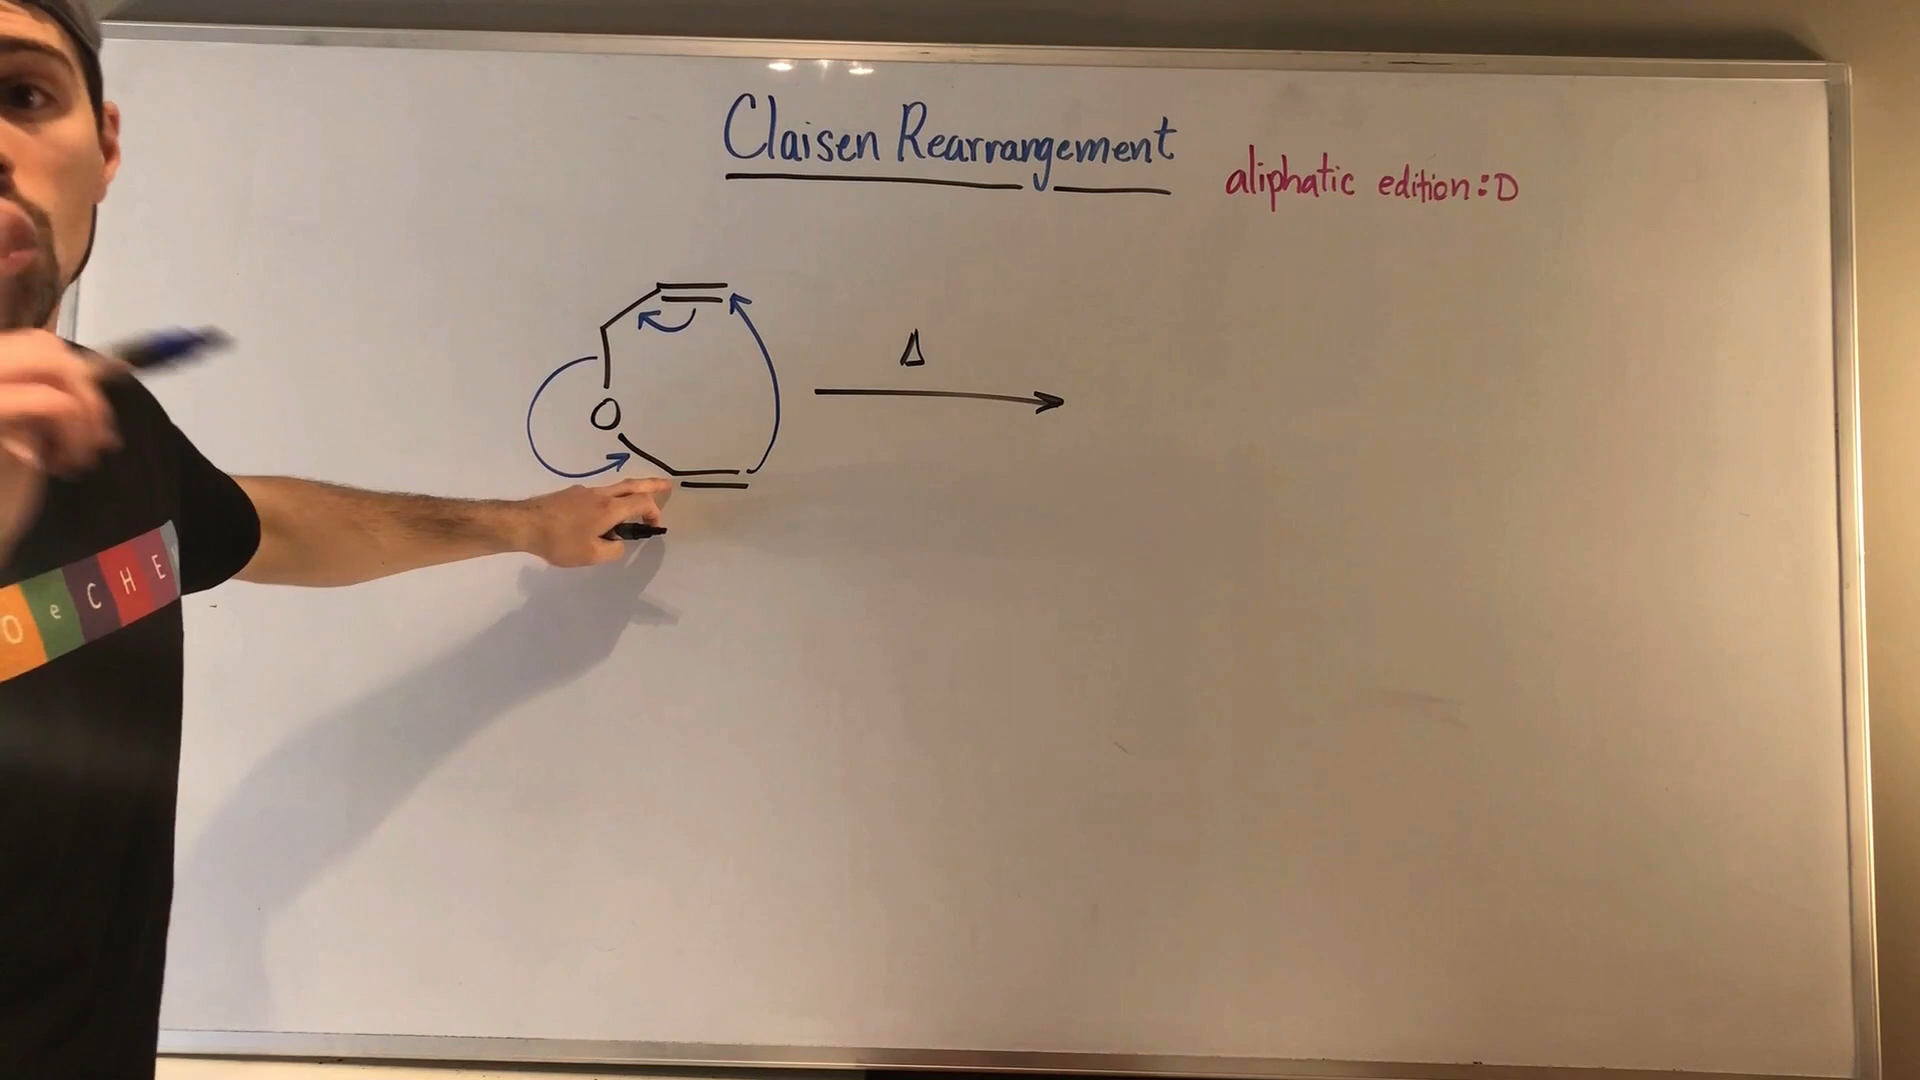 Claisen Rearrangement
aliphatic edition:D
Δ
O
O e C H E